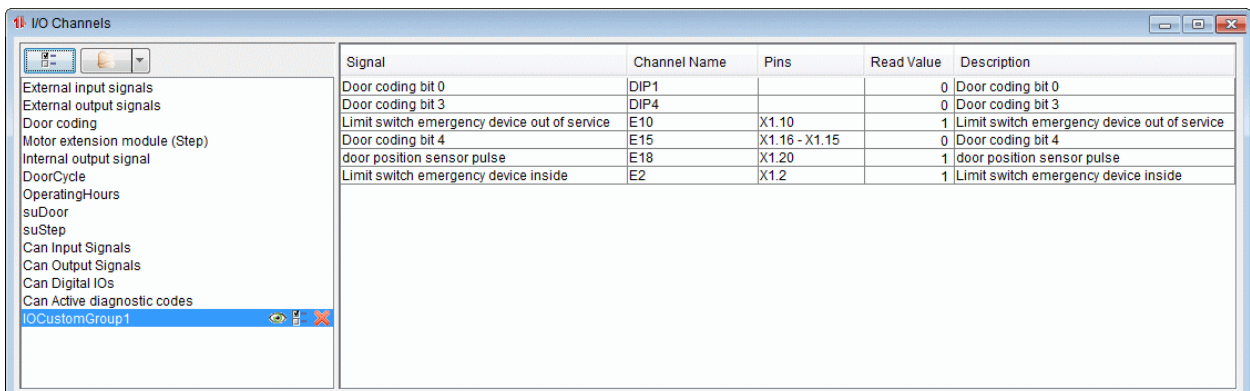 I/O Channels
Signal Channel Name Pins Read Value Description
External input signals
External output signals
Door coding
Motor extension module (Step)
Internal output signal
DoorCycle
OperatingHours
suDoor
suStep
Can Input Signals
Can Output Signals
Can Digital IOs
Can Active diagnostic codes
IOCustomGroup1
Door coding bit 0 DIP1 0 Door coding bit 0
Door coding bit 3 DIP4 0 Door coding bit 3
Limit switch emergency device out of service E10 X1.10 1 Limit switch emergency device out of service
Door coding bit 4 E15 X1.16 - X1.15 0 Door coding bit 4
door position sensor pulse E18 X1.20 1 door position sensor pulse
Limit switch emergency device inside E2 X1.2 1 Limit switch emergency device inside